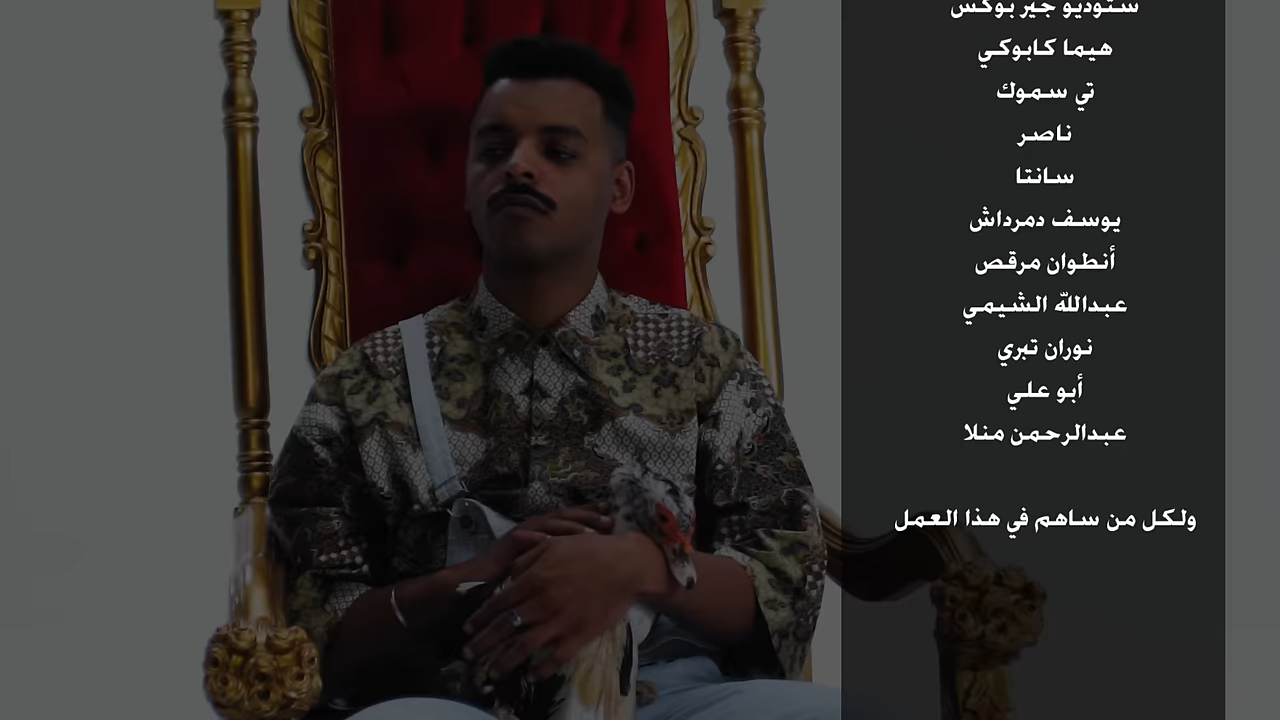 ستوديو جير بوكس
هيما كابوكي
تي سموك
ناصر
سانتا
يوسف دمرداش
أنطوان مرقص
عبدالله الشيمي
نوران تبري
أبو علي
عبدالرحمن منلا
ولكل من ساهم في هذا العمل